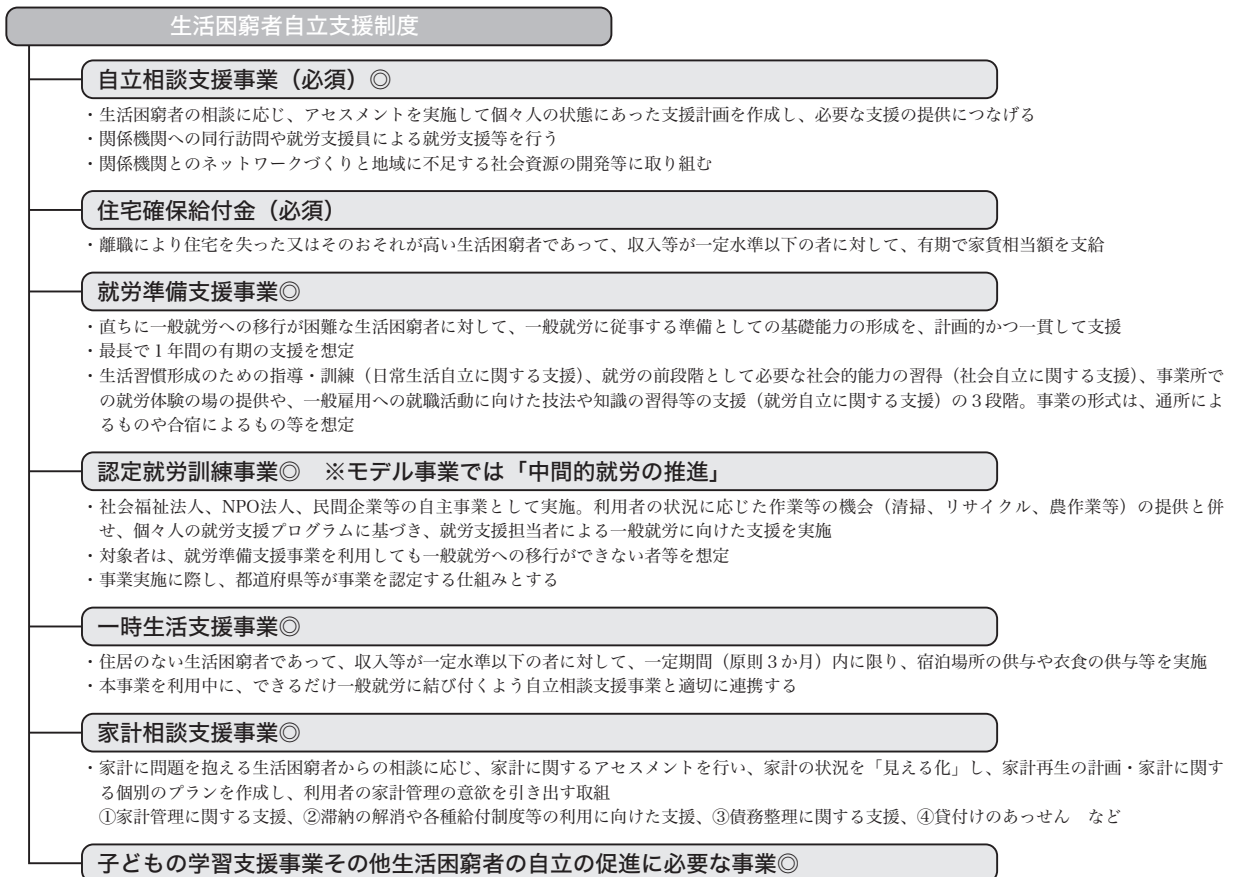 生活困窮者自立支援制度
自立相談支援事業(必須)◎
・生活困窮者の相談に応じ、アセスメントを実施して個々人の状態にあった支援計画を作成し、必要な支援の提供につなげる
・関係機関への同行訪問や就労支援員による就労支援等を行う
・関係機関とのネットワークづくりと地域に不足する社会資源の開発等に取り組む
住宅確保給付金(必須)
・離職により住宅を失った又はそのおそれが高い生活困窮者であって、収入等が一定水準以下の者に対して、有期で家賃相当額を支給
就労準備支援事業◎
・直ちに一般就労への移行が困難な生活困窮者に対して、一般就労に従事する準備としての基礎能力の形成を、計画的かつ一貫して支援
・最長で1年間の有期の支援を想定
・生活習慣形成のための指導・訓練(日常生活自立に関する支援)、就労の前段階として必要な社会的能力の習得(社会自立に関する支援)、事業所で
の就労体験の場の提供や、一般雇用への就職活動に向けた技法や知識の習得等の支援(就労自立に関する支援)の3段階。事業の形式は、通所によ
るものや合宿によるもの等を想定
認定就労訓練事業◎ ※モデル事業では「中間的就労の推進」
・社会福祉法人、NPO法人、民間企業等の自主事業として実施。利用者の状況に応じた作業等の機会(清掃、リサイクル、農作業等)の提供と併
せ、個々人の就労支援プログラムに基づき、就労支援担当者による一般就労に向けた支援を実施
・対象者は、就労準備支援事業を利用しても一般就労への移行ができない者等を想定
・事業実施に際し、都道府県等が事業を認定する仕組みとする
一時生活支援事業◎
・住居のない生活困窮者であって、収入等が一定水準以下の者に対して、一定期間(原則3か月)内に限り、宿泊場所の供与や衣食の供与等を実施
・本事業を利用中に、できるだけ一般就労に結び付くよう自立相談支援事業と適切に連携する
家計相談支援事業◎
・家計に問題を抱える生活困窮者からの相談に応じ、家計に関するアセスメントを行い、家計の状況を「見える化」し、家計再生の計画・家計に関す
る個別のプランを作成し、利用者の家計管理の意欲を引き出す取組
①家計管理に関する支援、②滞納の解消や各種給付制度等の利用に向けた支援、③債務整理に関する支援、④貸付けのあっせん など
子どもの学習支援事業その他生活困窮者の自立の促進に必要な事業◎